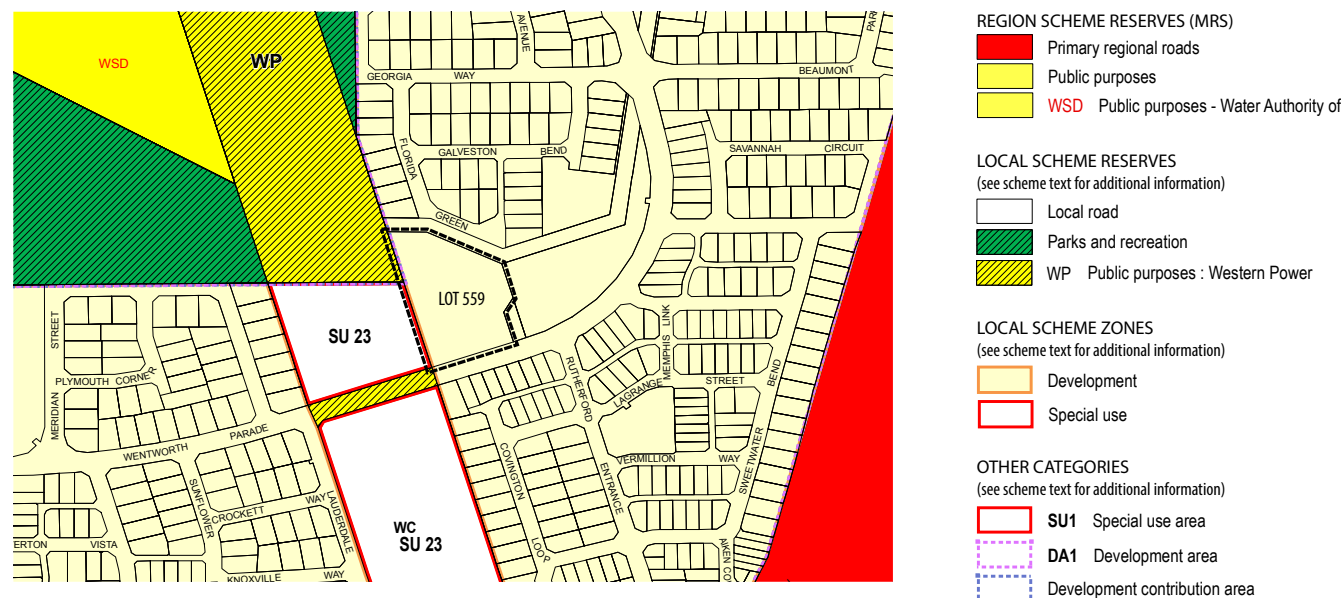 WSD
WP
AVENUE
PARK
GEORGIA WAY
BEAUMONT
FLORIDA
GALVESTON BEND
SAVANNAH CIRCUIT
GREEN
LOT 559
SU 23
STREET
MERIDIAN
PLYMOUTH CORNER
RUTHERFORD
MEMPHIS LINK
LAGRANGE STREET
BEND
SWEETWATER
WENTWORTH PARADE
VERMILLION WAY
COVINGTON
ENTRANCE
SUNFLOWER
CROCKETT WAY
LAUDERDALE
WC
SU 23
ERTON VISTA
LOOP
AIKEN CO
KNOXVILLE WAY
REGION SCHEME RESERVES (MRS)
Primary regional roads
Public purposes
WSD Public purposes - Water Authority of
LOCAL SCHEME RESERVES
(see scheme text for additional information)
Local road
Parks and recreation
WP Public purposes : Western Power
LOCAL SCHEME ZONES
(see scheme text for additional information)
Development
Special use
OTHER CATEGORIES
(see scheme text for additional information)
SU1 Special use area
DA1 Development area
Development contribution area